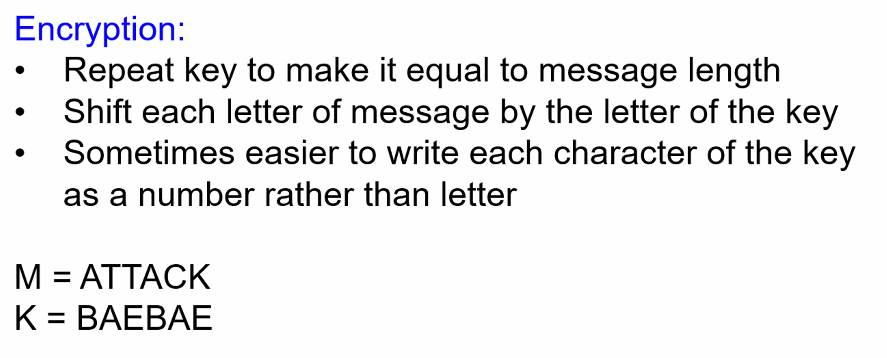 Encryption:
• Repeat key to make it equal to message length
• Shift each letter of message by the letter of the key
• Sometimes easier to write each character of the key
as a number rather than letter
M = ATTACK
K = BAEBAE